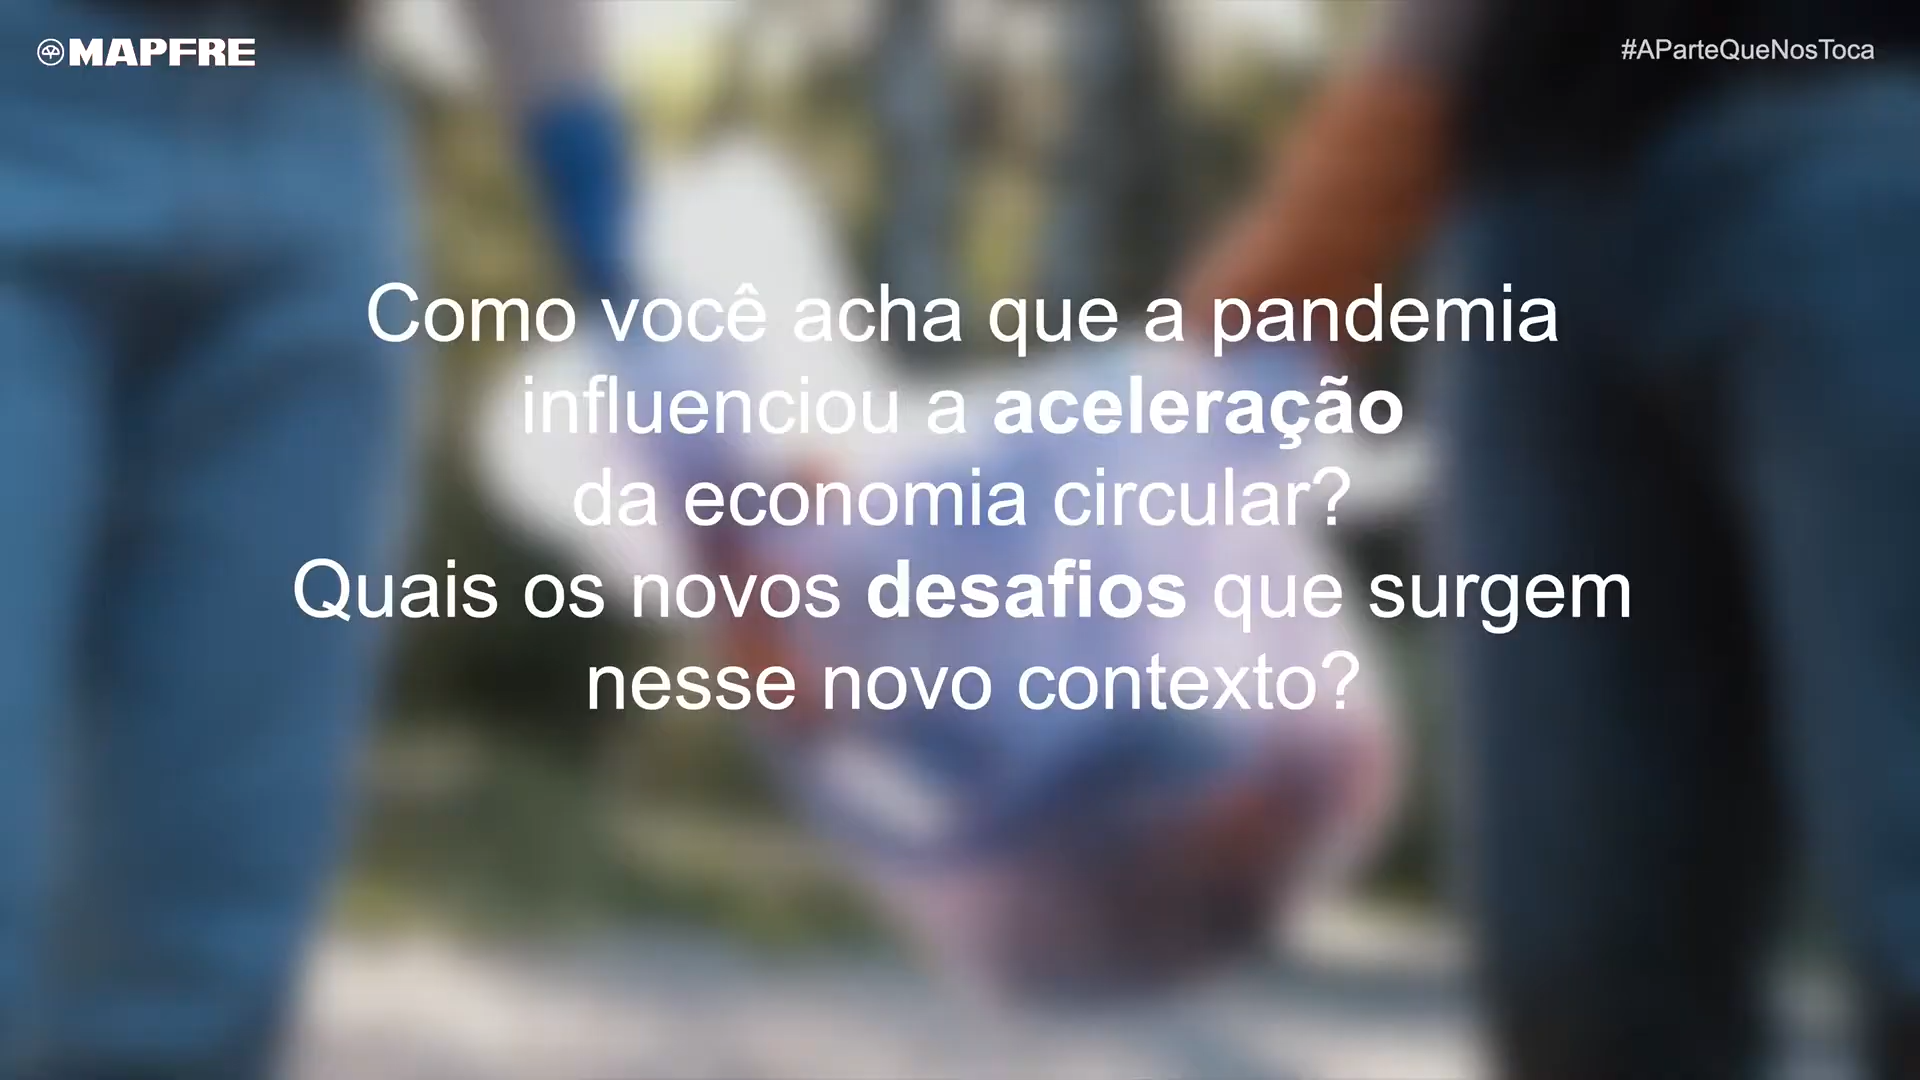 MAPFRE
#AParteQueNosToca
Como você acha que a pandemia
influenciou a aceleração
da economia circular?
Quais os novos desafios que surgem
nesse novo contexto?